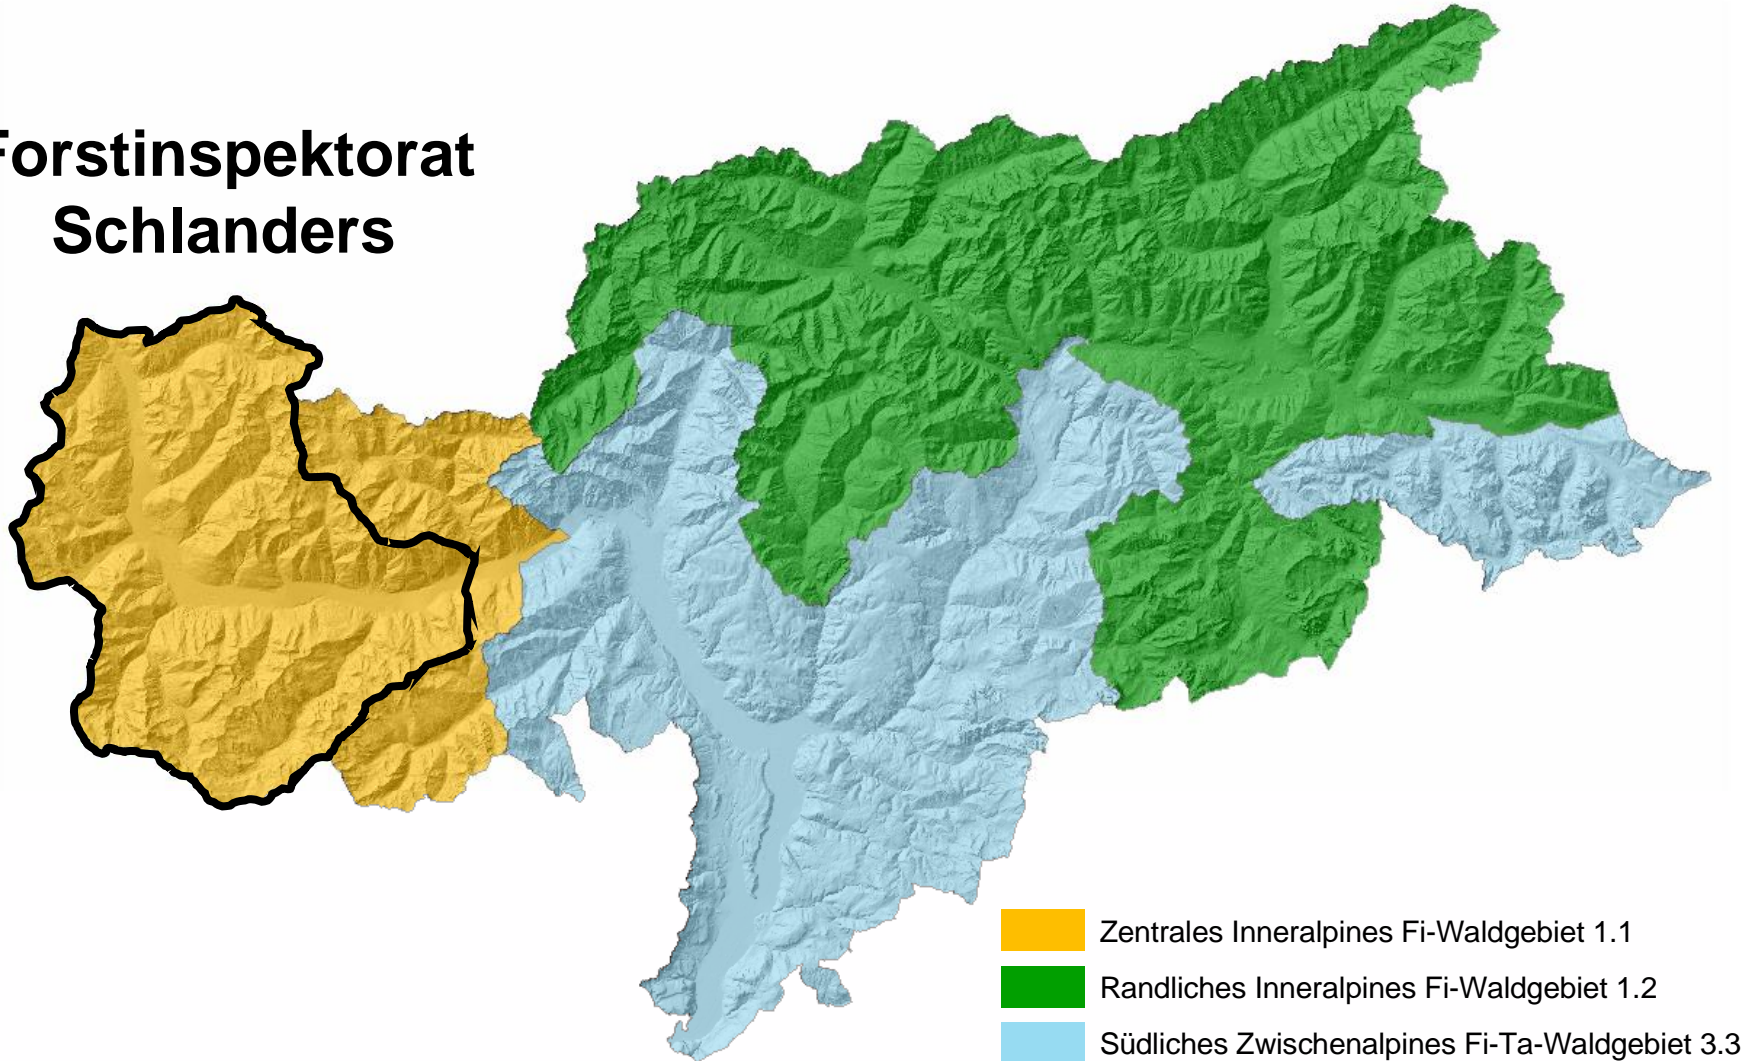 Forstinspektorat
Schlanders
Zentrales Inneralpines Fi-Waldgebiet 1.1
Randliches Inneralpines Fi-Waldgebiet 1.2
Südliches Zwischenalpines Fi-Ta-Waldgebiet 3.3